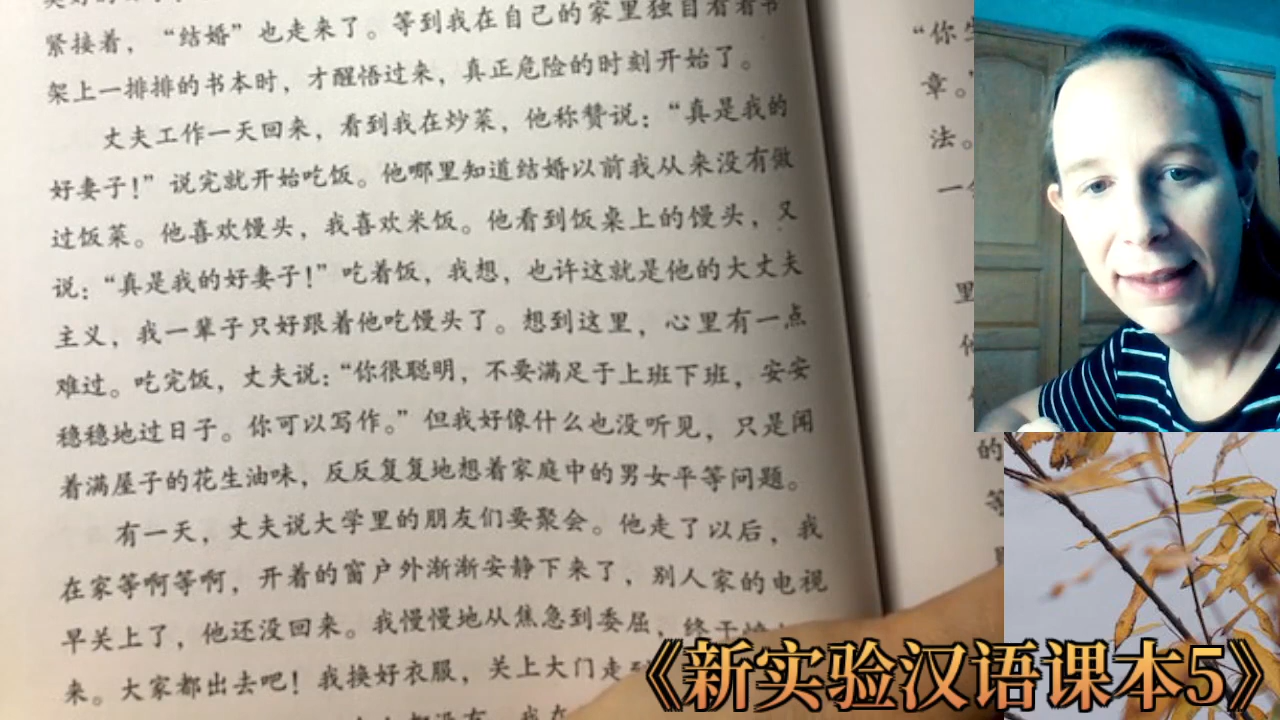 紧接着，“结婚”也走来了。等到我在自己的家里独自看着书
架上一排排的书本时，才醒悟过来，真正危险的时刻开始了。
丈夫工作一天回来，看到我在炒菜，他称赞说：“真是我的
好妻子！”说完就开始吃饭。他哪里知道结婚以前我从来没有做
过饭菜。他喜欢馒头，我喜欢米饭。他看到饭桌上的馒头，又
说：“真是我的好妻子！”吃着饭，我想，也许这就是他的大丈夫
主义，我一辈子只好跟着他吃馒头了。想到这里，心里有一点
难过。吃完饭，丈夫说：“你很聪明，不要满足于上班下班，安安
稳稳地过日子。你可以写作。”但我好像什么也没听见，只是闻
着满屋子的花生油味，反反复复地想着家庭中的男女平等问题。
有一天，丈夫说大学里的朋友们要聚会。他走了以后，我
在家等啊等啊，开着的窗户外渐渐安静下来了，别人家的电视
早关上了，他还没回来。我慢慢地从焦急到委屈，终于
来。大家都出去吧！我换好衣服，关上大门走到
“你
章。”
法。
里
的
等
《新实验汉语课本5》